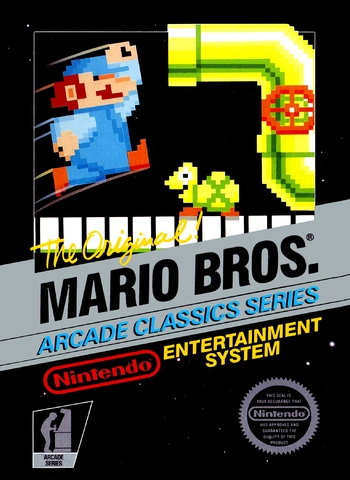 The Original!
MARIO BROS.®
ARCADE CLASSICS SERIES
Nintendo
ENTERTAINMENT
SYSTEM
ARCADE
SERIES
THIS SEAL IS
YOUR ASSURANCE THAT
Nintendo
HAS APPROVED AND
GUARANTEED THE
QUALITY OF THIS
PRODUCT.